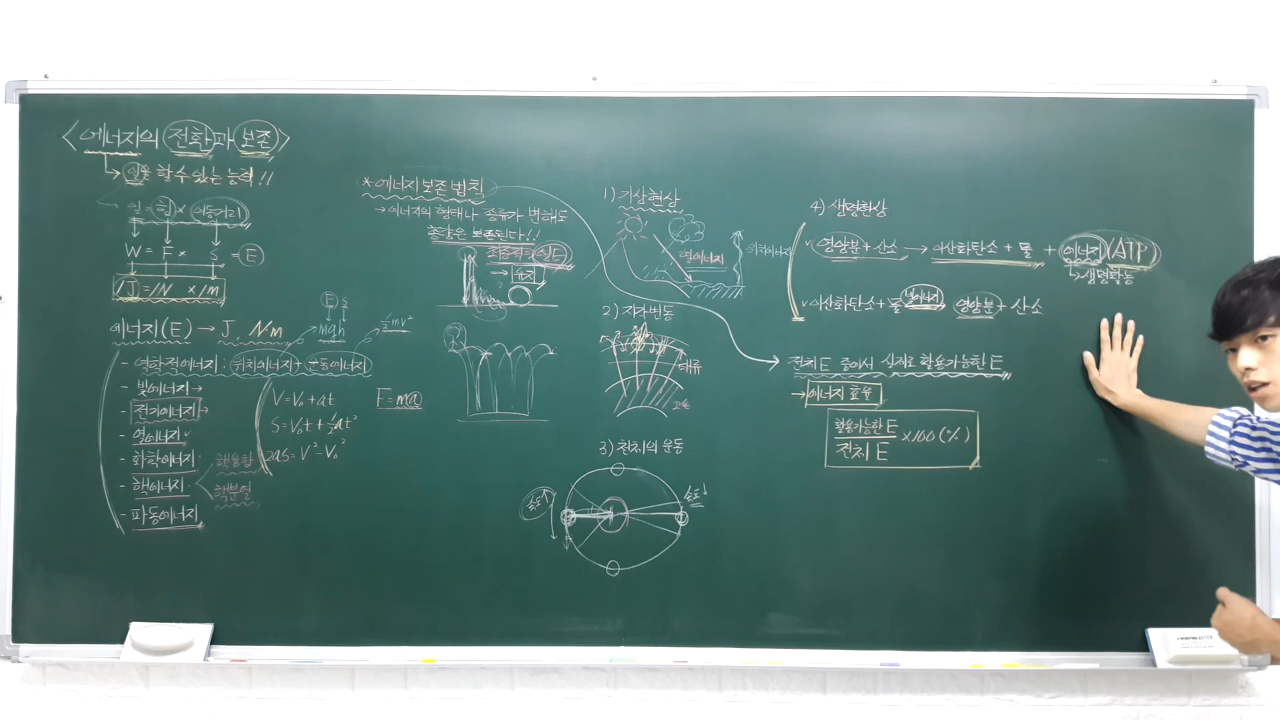 <에너지의 전환과 보존>
→ 일을 할 수 있는 능력!!
일 = 힘 × 이동거리
W = F × S = E
1J = 1N × 1m
에너지(E) → J, N·m
mgh
F S
½mv²
- 역학적에너지 : 위치에너지 + 운동에너지
- 빛에너지
- 전기에너지
- 열에너지
- 화학에너지
- 핵에너지
핵융합
핵분열
- 파동에너지
V = V₀ + at
S = V₀t + ½at²
2aS = V² - V₀²
F = ma
* 에너지 보존 법칙
→ 에너지의 형태나 종류가 변해도
총량은 보존된다!!
최종적 → 열E
→ 소리
1) 기상현상
열에너지
위치에너지
2) 지각변동
대류
3) 천체의 운동
속도↑
속도↓
4) 생명현상
영양분 + 산소 → 이산화탄소 + 물 + 에너지(ATP)
↳ 생명활동
이산화탄소 + 물 빛에너지 영양분 + 산소
전체 E 중에서 실제로 활용가능한 E
→ 에너지 효율
활용가능한 E
전체 E
×100(%)